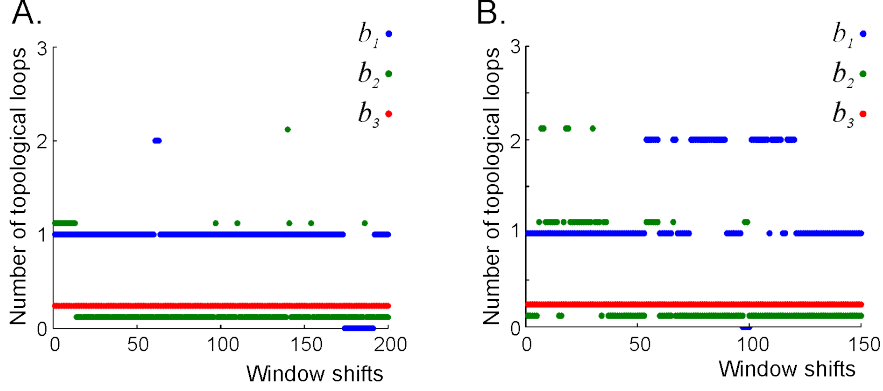 A.
Number of topological loops
3
2
1
0
b1
b2
b3
0 50 100 150 200
Window shifts
B.
Number of topological loops
3
2
1
0
b1
b2
b3
0 50 100 150
Window shifts